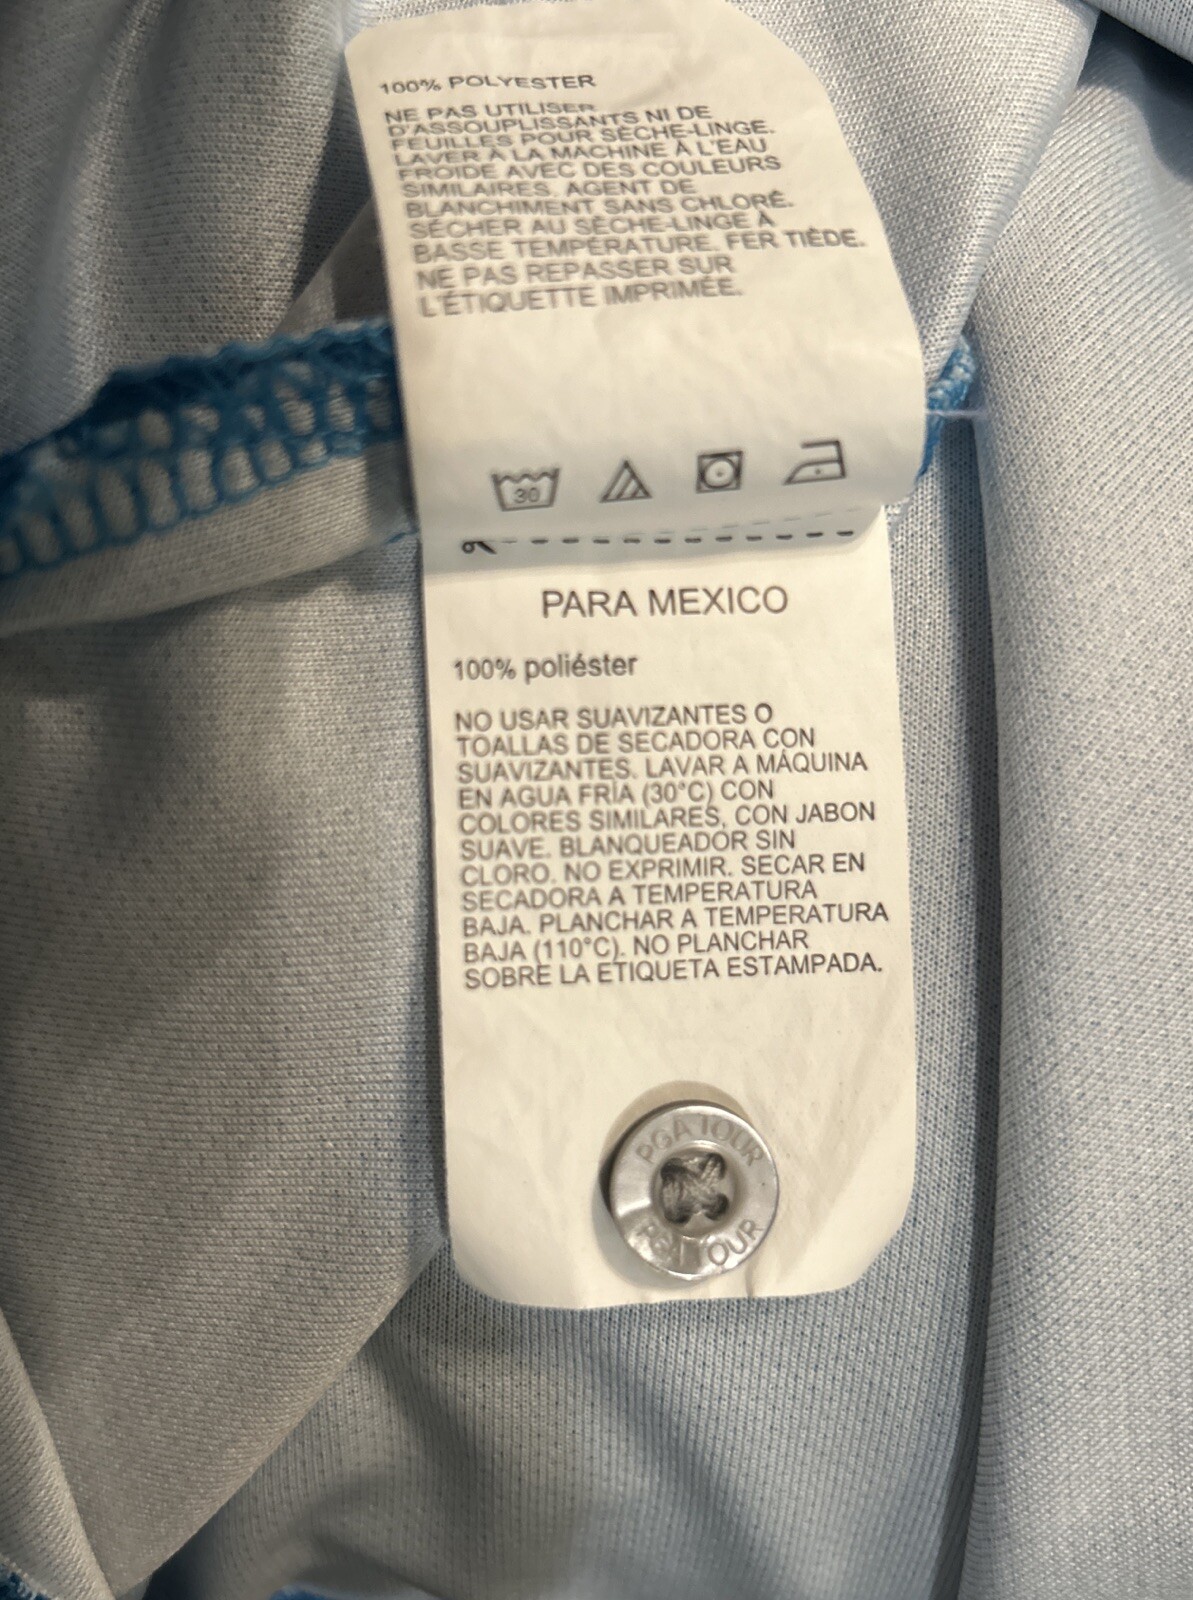 100% POLYESTER
NE PAS UTILISER
D'ASSOUPLISSANTS NI DE
FEUILLES POUR SÈCHE-LINGE.
LAVER À LA MACHINE À L'EAU
FROIDE AVEC DES COULEURS
SIMILAIRES. AGENT DE
BLANCHIMENT SANS CHLORÉ.
SÉCHER AU SÈCHE-LINGE À
BASSE TEMPÉRATURE. FER TIÈDE.
NE PAS REPASSER SUR
L'ÉTIQUETTE IMPRIMÉE.
30
PARA MEXICO
100% poliéster
NO USAR SUAVIZANTES O
TOALLAS DE SECADORA CON
SUAVIZANTES. LAVAR A MÁQUINA
EN AGUA FRÍA (30°C) CON
COLORES SIMILARES, CON JABON
SUAVE. BLANQUEADOR SIN
CLORO. NO EXPRIMIR. SECAR EN
SECADORA A TEMPERATURA
BAJA. PLANCHAR A TEMPERATURA
BAJA (110°C). NO PLANCHAR
SOBRE LA ETIQUETA ESTAMPADA.
PGA TOUR
PGA TOUR